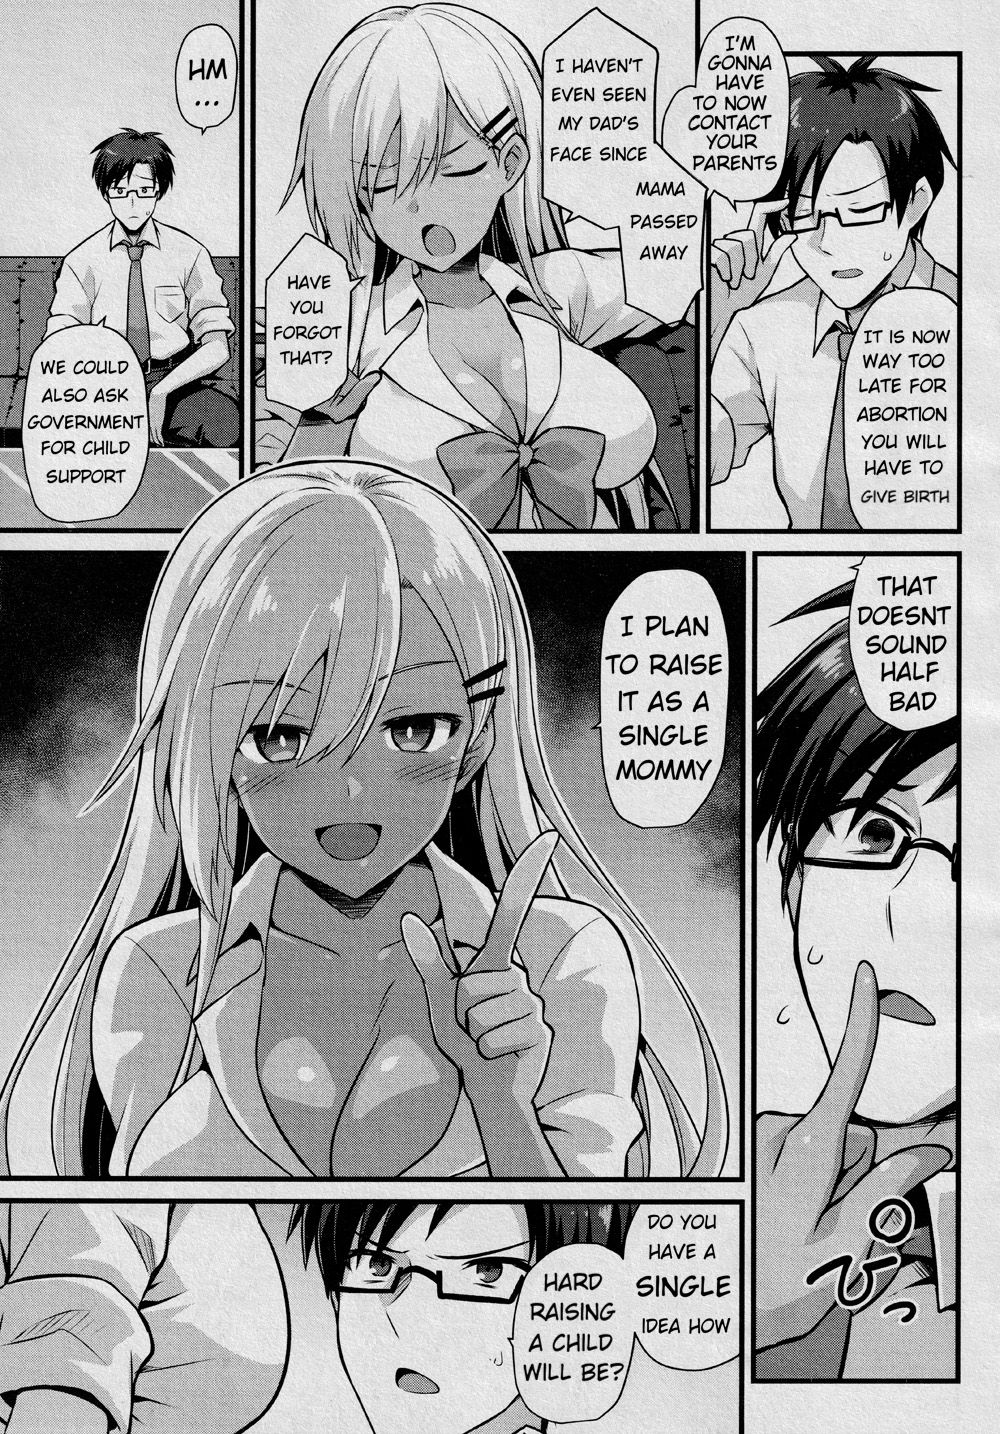 I'M
GONNA
HAVE
TO NOW
CONTACT
YOUR
PARENTS
IT IS NOW
WAY TOO
LATE FOR
ABORTION
YOU WILL
HAVE TO
GIVE BIRTH
I HAVEN'T
EVEN SEEN
MY DAD'S
FACE SINCE
MAMA
PASSED
AWAY
HAVE
YOU
FORGOT
THAT?
HM
...
WE COULD
ALSO ASK
GOVERNMENT
FOR CHILD
SUPPORT
THAT
DOESNT
SOUND
HALF
BAD
ぴっ
I PLAN
TO RAISE
IT AS A
SINGLE
MOMMY
DO YOU
HAVE A
SINGLE
IDEA HOW
HARD
RAISING
A CHILD
WILL BE?